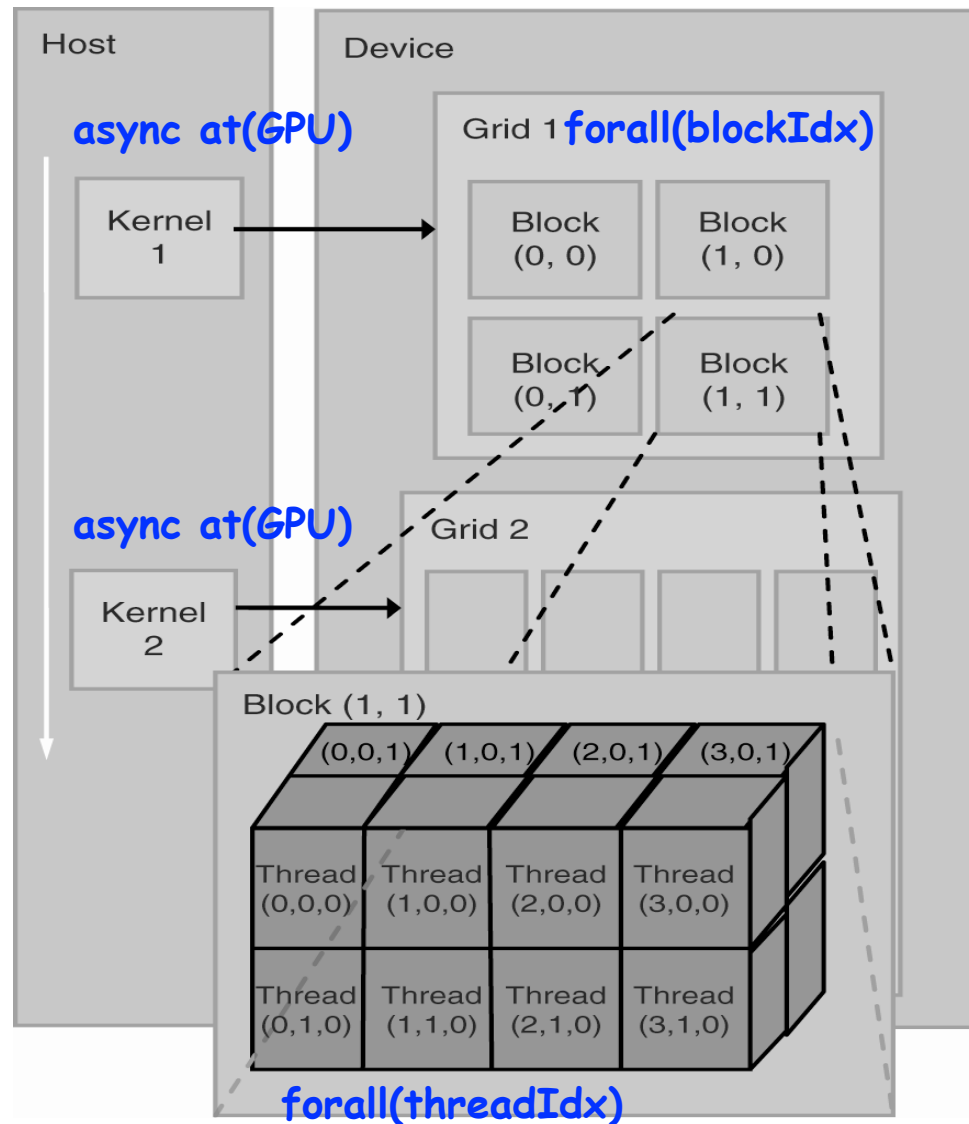 Host
Device
async at(GPU)
Grid 1 forall(blockIdx)
Kernel
1
Block
(0, 0)
Block
(1, 0)
Block
(0, 1)
Block
(1, 1)
async at(GPU)
Grid 2
Kernel
2
Block (1, 1)
(0,0,1) (1,0,1) (2,0,1) (3,0,1)
Thread
(0,0,0)
Thread
(1,0,0)
Thread
(2,0,0)
Thread
(3,0,0)
Thread
(0,1,0)
Thread
(1,1,0)
Thread
(2,1,0)
Thread
(3,1,0)
forall(threadIdx)